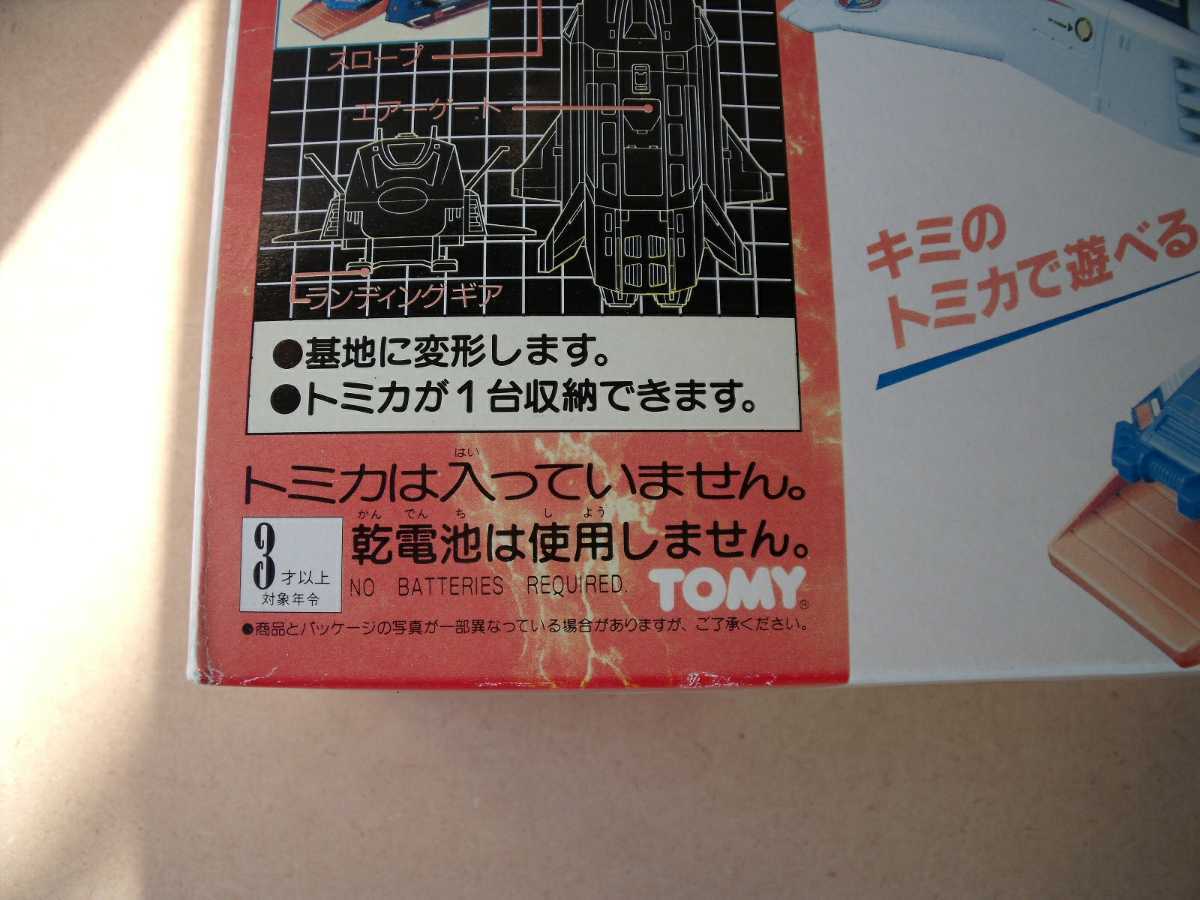 スロープ
エアーゲート
ランディングギア
●基地に変形します。
●トミカが1台収納できます。
キミの
トミカで遊べる
はい
トミカは入っていません。
かん でん ち し よう
乾電池は使用しません。
3才以上
対象年令
NO BATTERIES REQUIRED.
TOMY®
●商品とパッケージの写真が一部異なっている場合がありますが、ご了承ください。